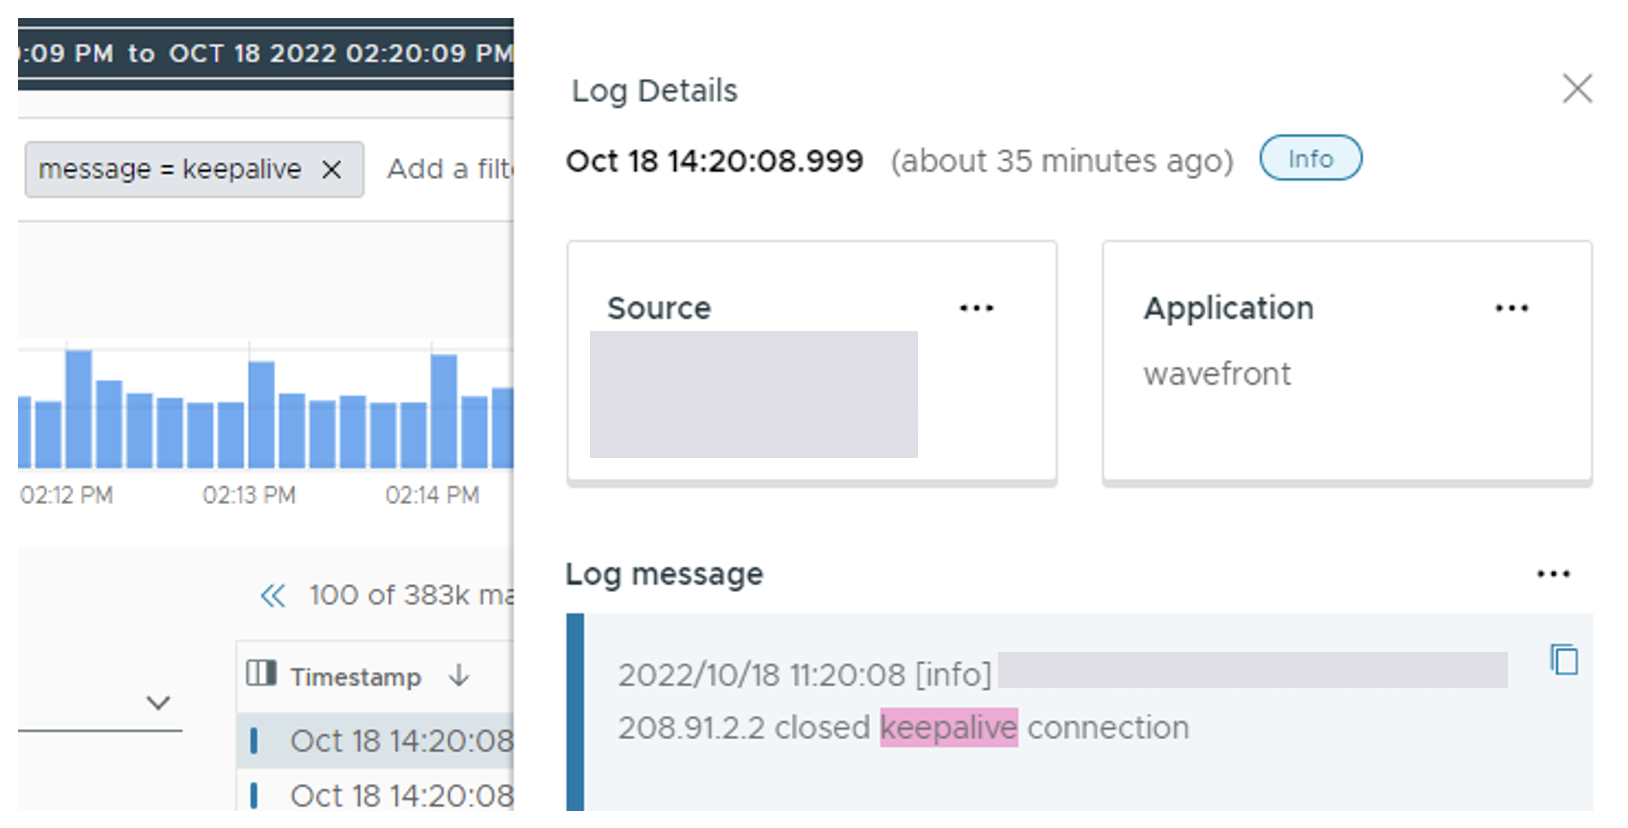 :09 PM to OCT 18 2022 02:20:09 PM
message = keepalive
Add a filt
02:12 PM 02:13 PM 02:14 PM
100 of 383k ma
Timestamp
Oct 18 14:20:08
Oct 18 14:20:08
Log Details
Oct 18 14:20:08.999 (about 35 minutes ago) Info
Source
Application
wavefront
Log message
2022/10/18 11:20:08 [info]
208.91.2.2 closed keepalive connection